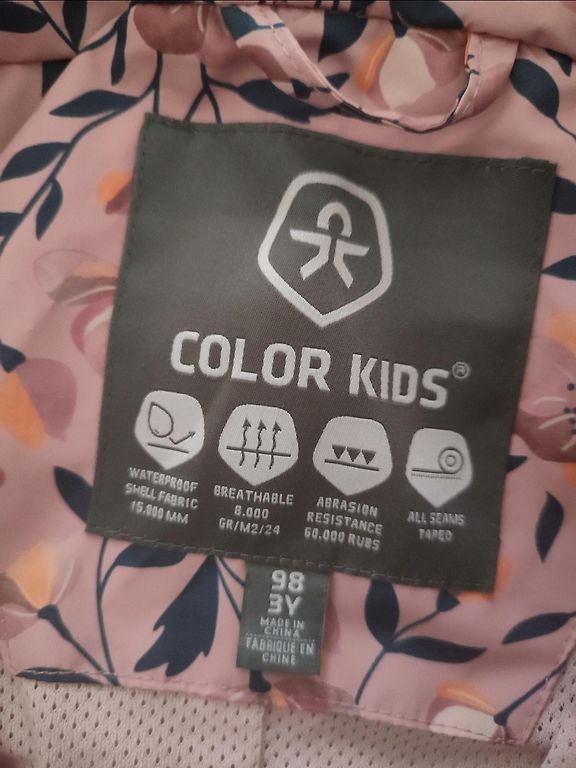 COLOR KIDS®
WATERPROOF
SHELL FABRIC
15.000 MM
BREATHABLE
8.000
GR/M2/24
ABRASION
RESISTANCE
60.000 RUBS
ALL SEAMS
TAPED
98
3Y
MADE IN
CHINA
FABRIQUÉ EN
CHINE